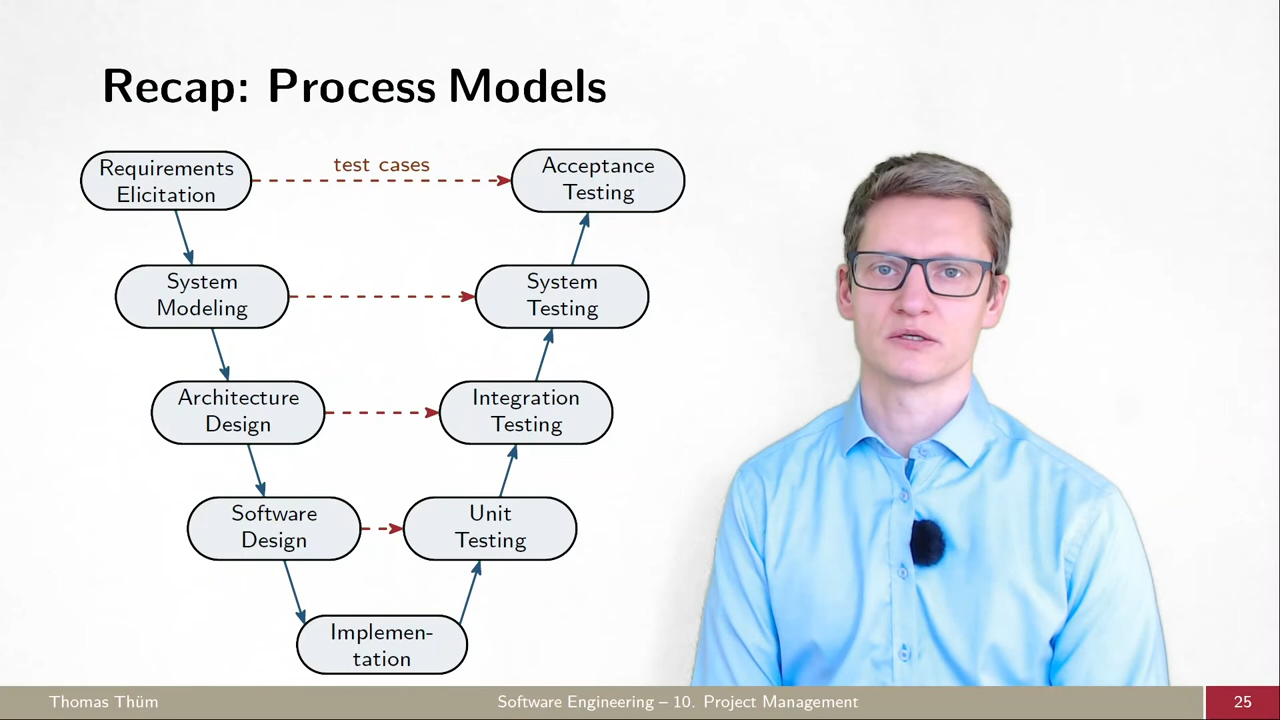 Recap: Process Models
Requirements
Elicitation
test cases
Acceptance
Testing
System
Modeling
System
Testing
Architecture
Design
Integration
Testing
Software
Design
Unit
Testing
Implemen-
tation
Thomas Thüm
Software Engineering – 10. Project Management
25